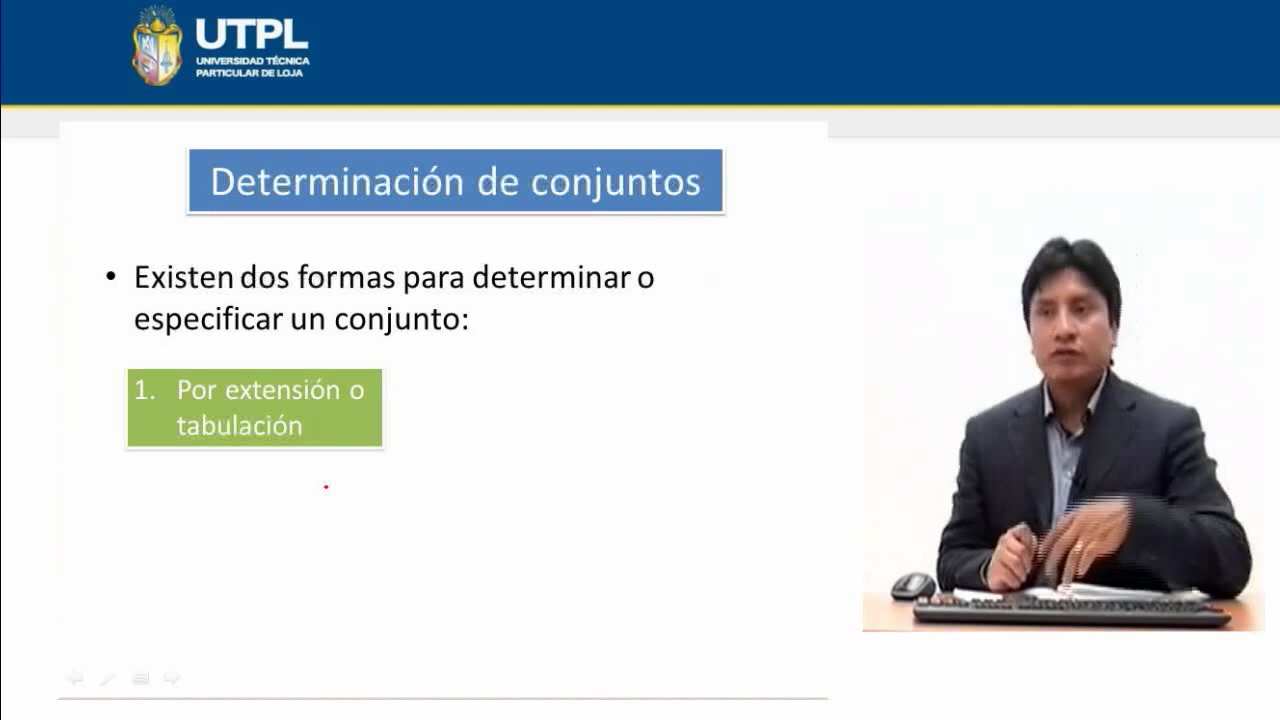 UTPL
UNIVERSIDAD TÉCNICA
PARTICULAR DE LOJA
Determinación de conjuntos
• Existen dos formas para determinar o
especificar un conjunto:
1. Por extensión o
tabulación